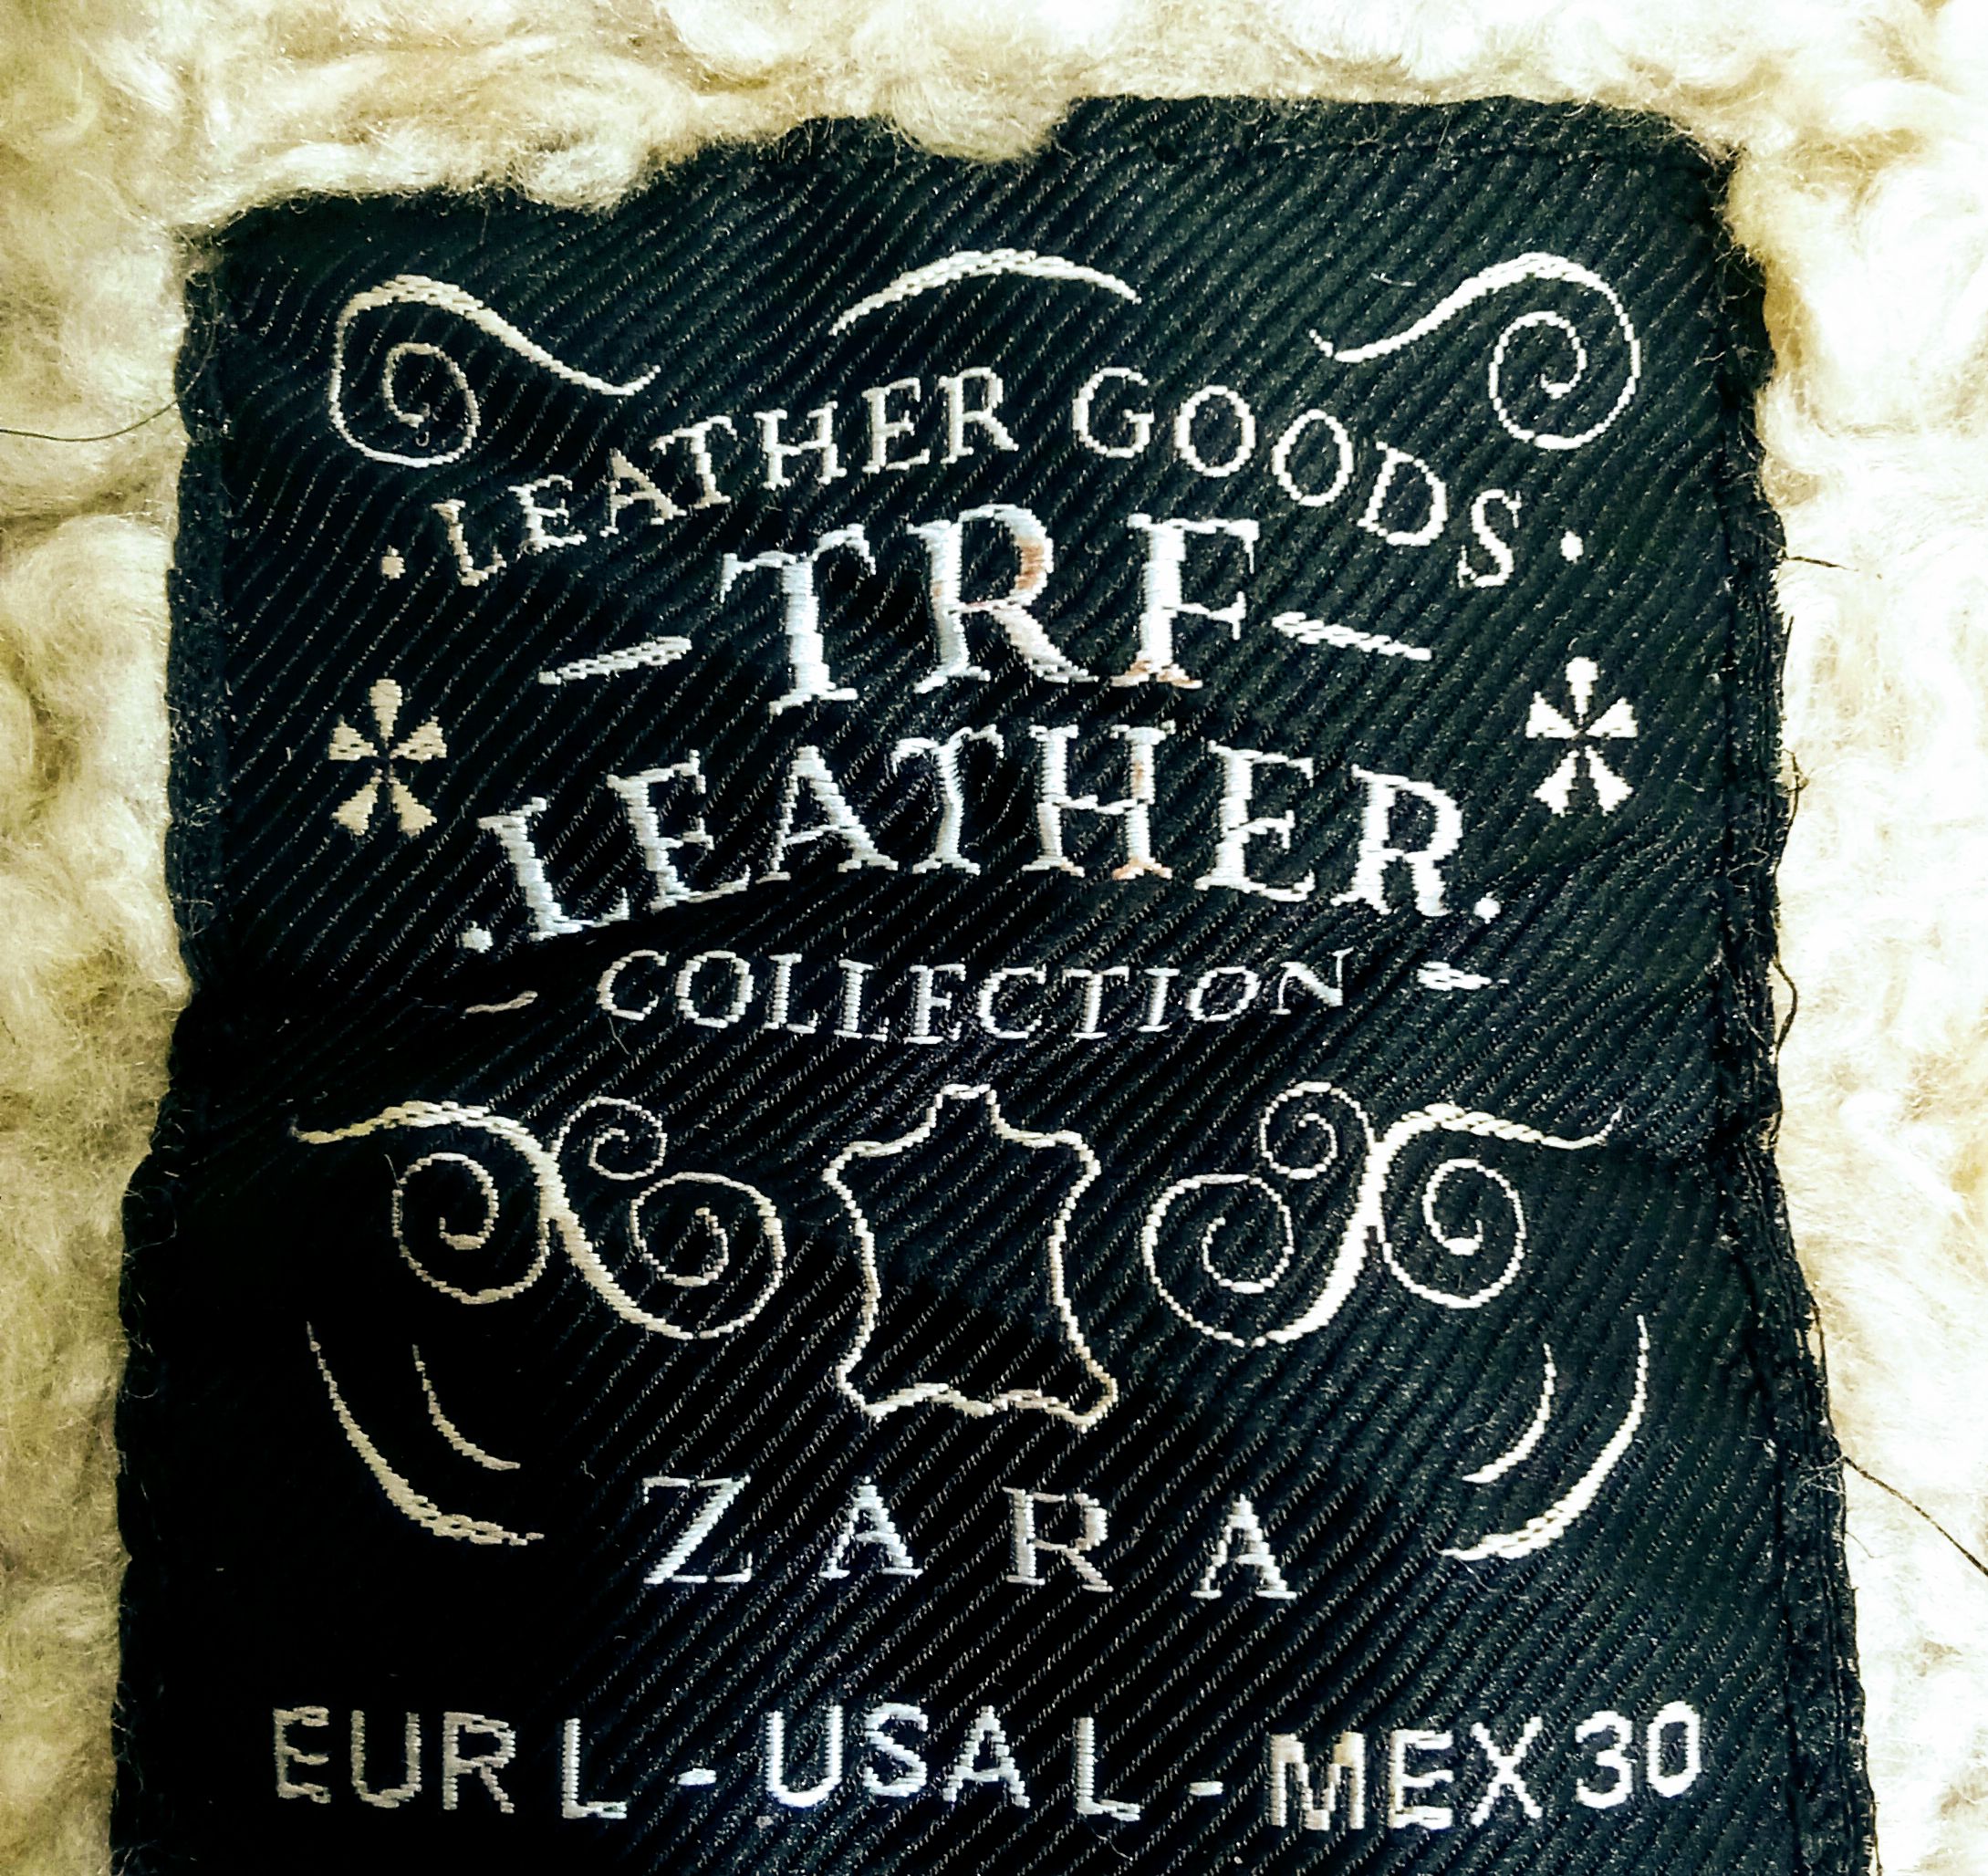 . LEATHER GOODS .
-TRF-
.LEATHER.
- COLLECTION -
ZARA
EUR L - USA L - MEX 30